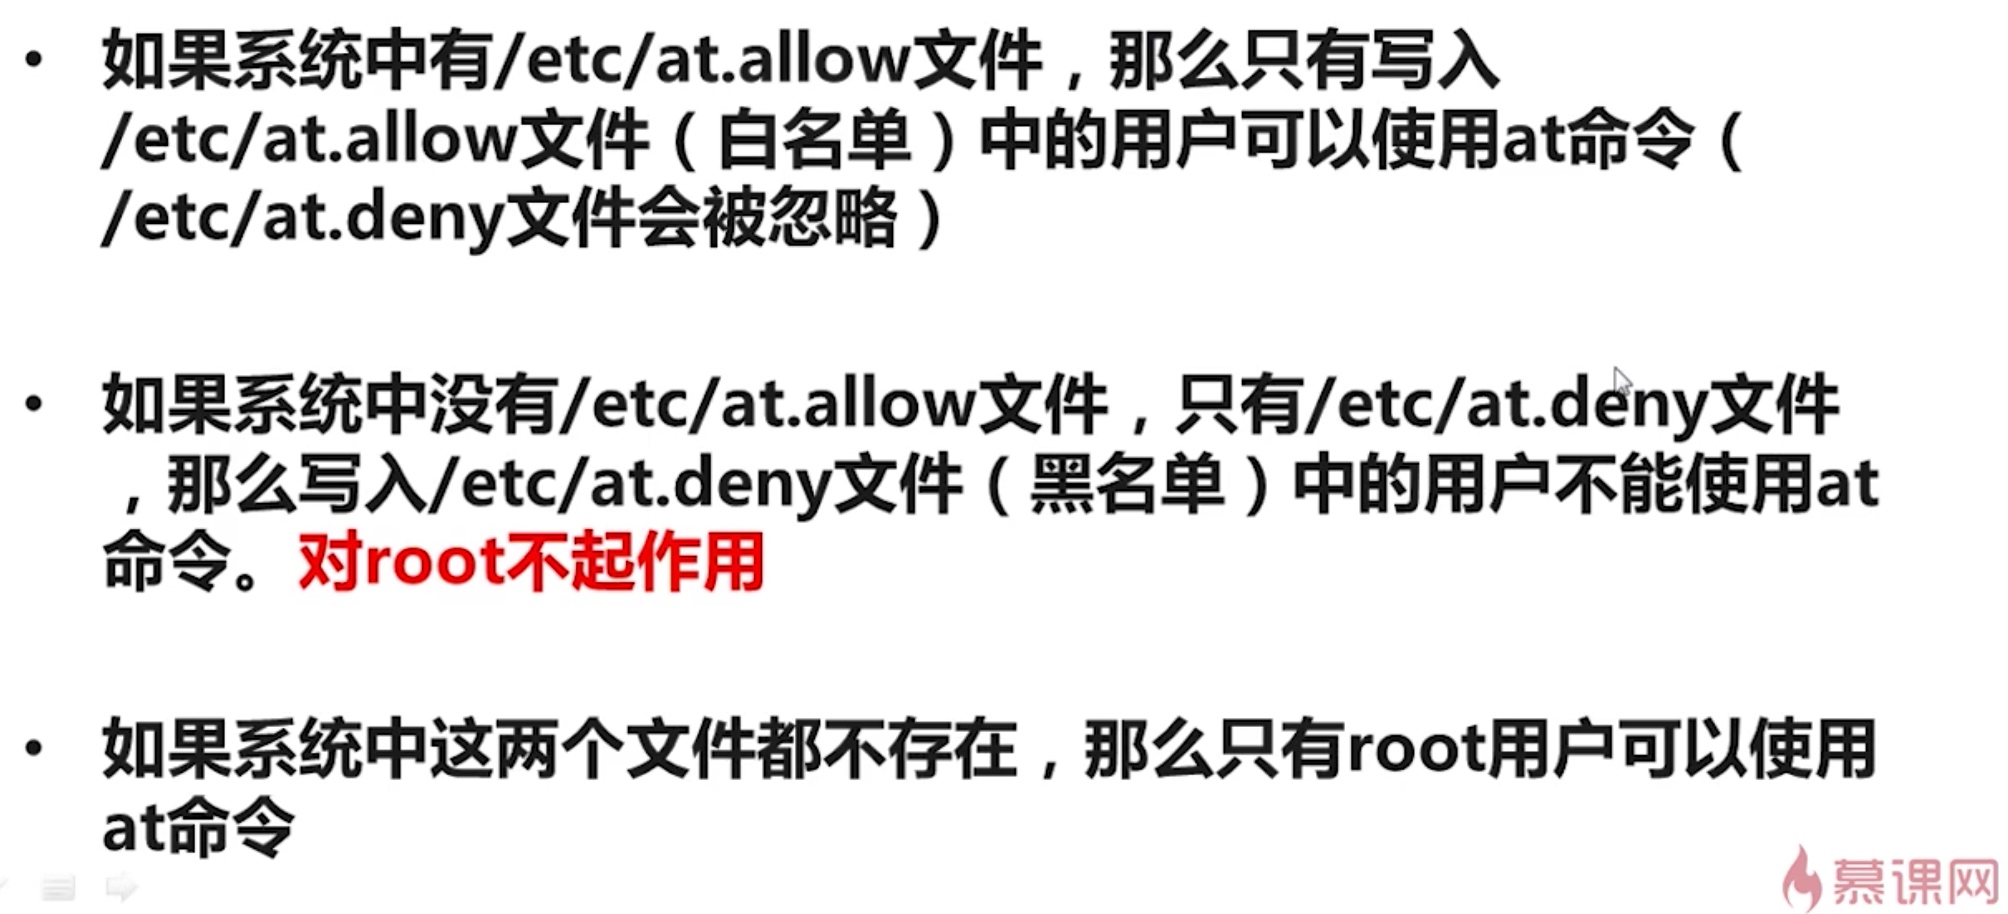 • 如果系统中有/etc/at.allow文件，那么只有写入
/etc/at.allow文件（白名单）中的用户可以使用at命令（
/etc/at.deny文件会被忽略）
• 如果系统中没有/etc/at.allow文件，只有/etc/at.deny文件
，那么写入/etc/at.deny文件（黑名单）中的用户不能使用at
命令。对root不起作用
• 如果系统中这两个文件都不存在，那么只有root用户可以使用
at命令
慕课网